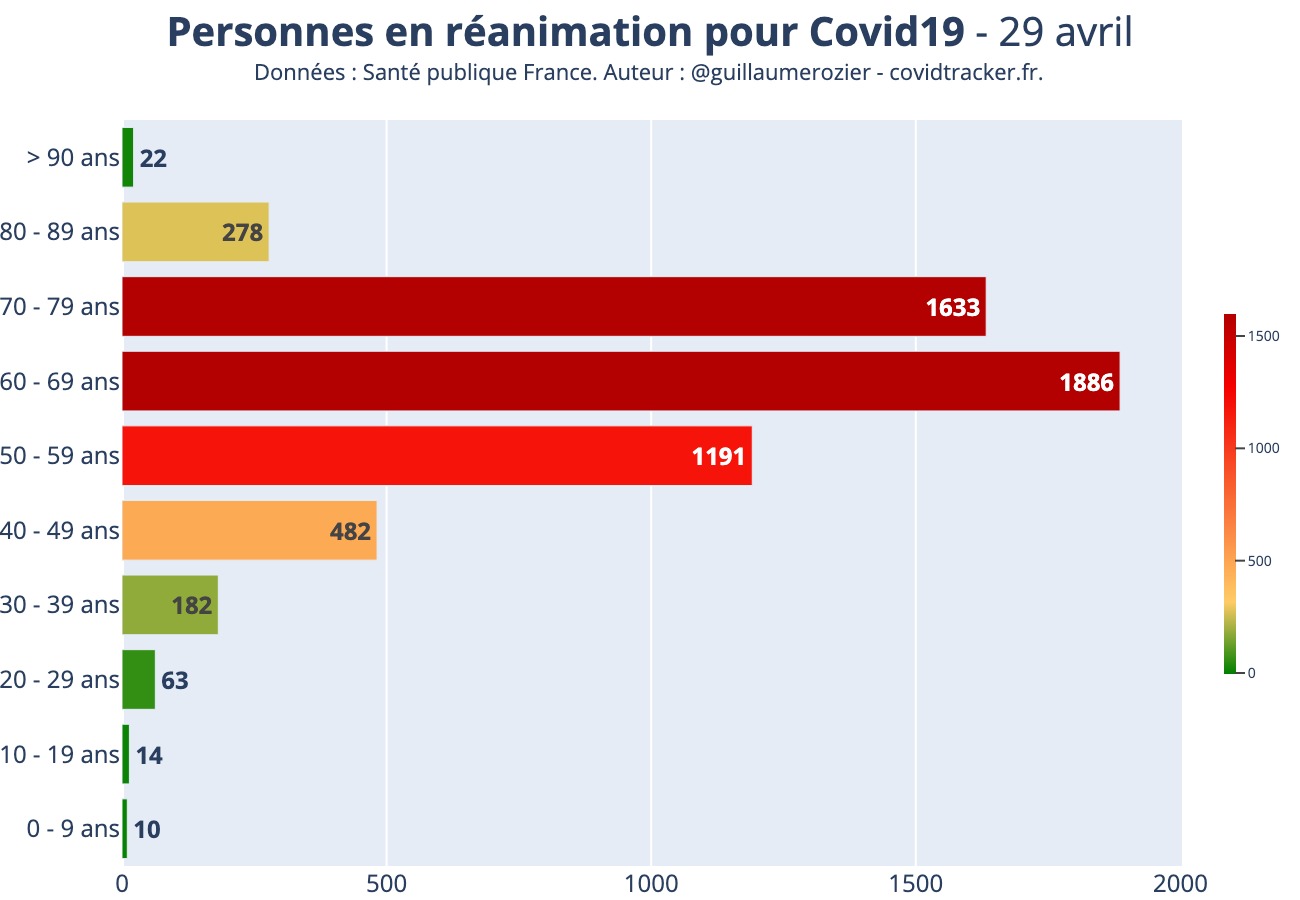 Personnes en réanimation pour Covid19 - 29 avril
Données : Santé publique France. Auteur : @guillaumerozier - covidtracker.fr.
> 90 ans 22
80 - 89 ans 278
70 - 79 ans 1633
60 - 69 ans 1886
50 - 59 ans 1191
40 - 49 ans 482
30 - 39 ans 182
20 - 29 ans 63
10 - 19 ans 14
0 - 9 ans 10
0 500 1000 1500 2000
1500
1000
500
0